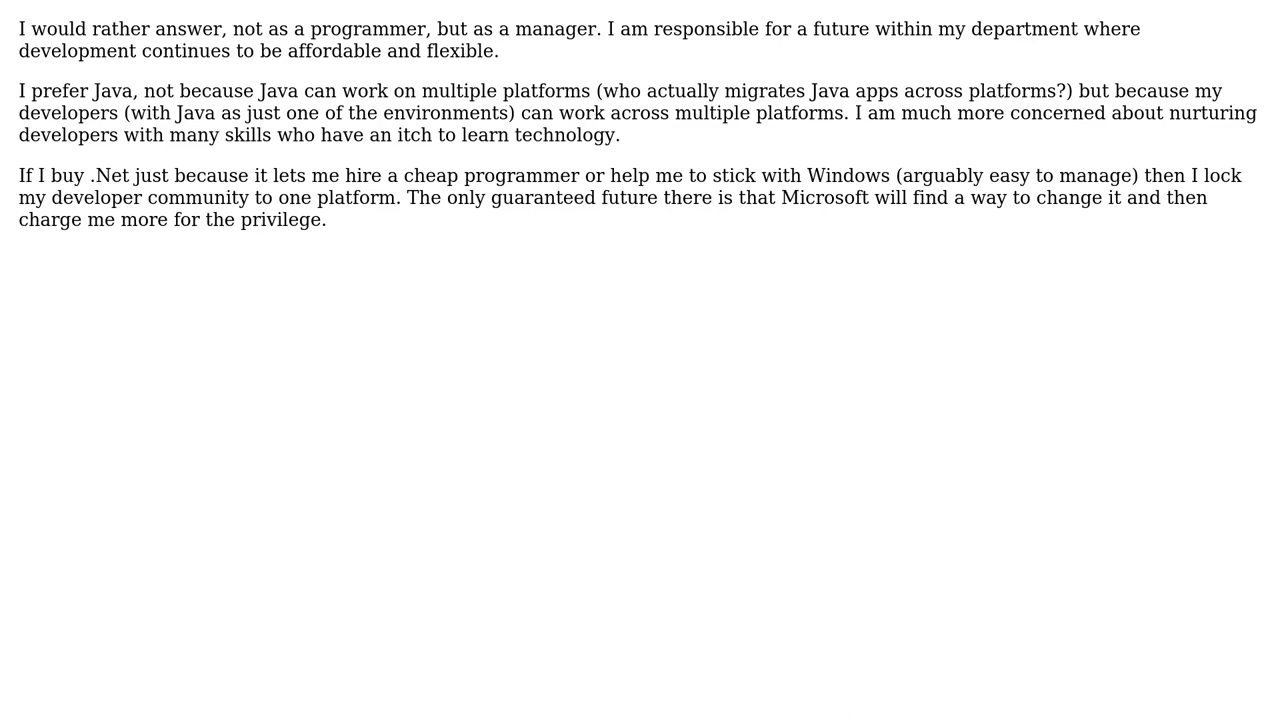 I would rather answer, not as a programmer, but as a manager. I am responsible for a future within my department where
development continues to be affordable and flexible.
I prefer Java, not because Java can work on multiple platforms (who actually migrates Java apps across platforms?) but because my
developers (with Java as just one of the environments) can work across multiple platforms. I am much more concerned about nurturing
developers with many skills who have an itch to learn technology.
If I buy .Net just because it lets me hire a cheap programmer or help me to stick with Windows (arguably easy to manage) then I lock
my developer community to one platform. The only guaranteed future there is that Microsoft will find a way to change it and then
charge me more for the privilege.